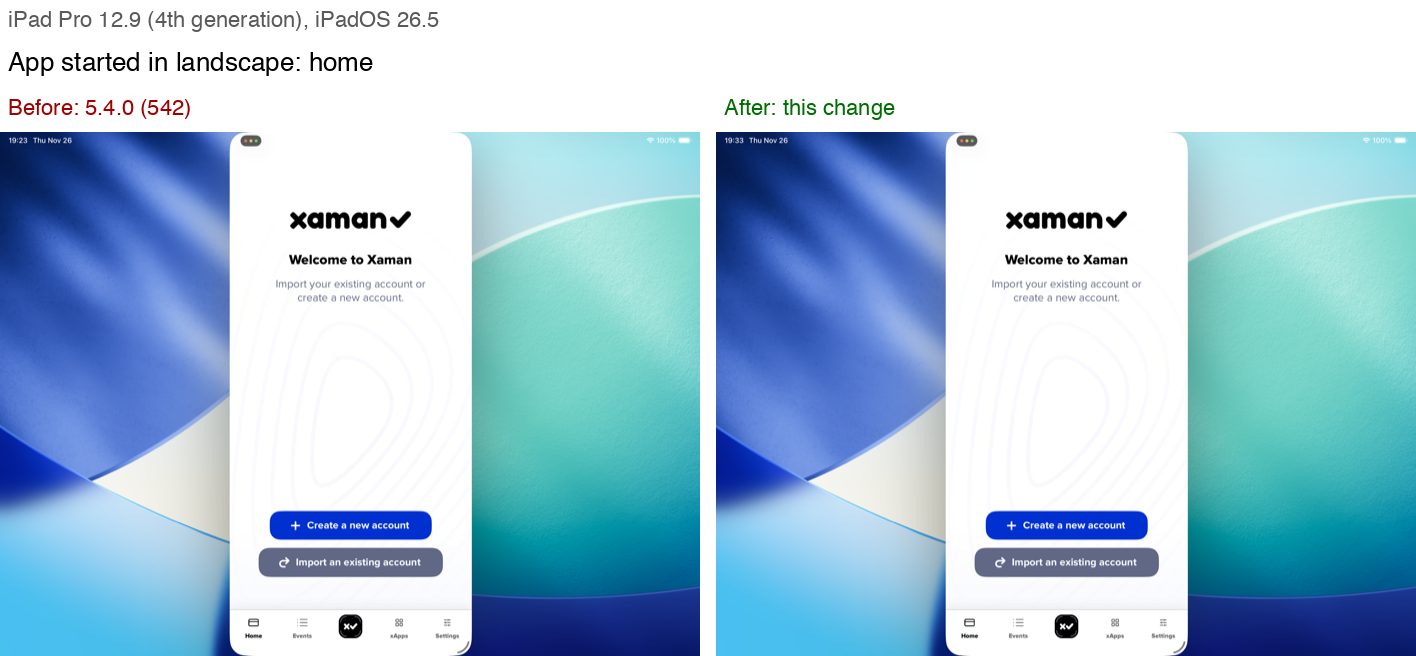 iPad Pro 12.9 (4th generation), iPadOS 26.5
App started in landscape: home
Before: 5.4.0 (542)
After: this change
19:23 Thu Nov 26
100%
xaman
Welcome to Xaman
Import your existing account or
create a new account.
Create a new account
Import an existing account
Home Events xApps Settings
19:33 Thu Nov 26
100%
xaman
Welcome to Xaman
Import your existing account or
create a new account.
Create a new account
Import an existing account
Home Events xApps Settings